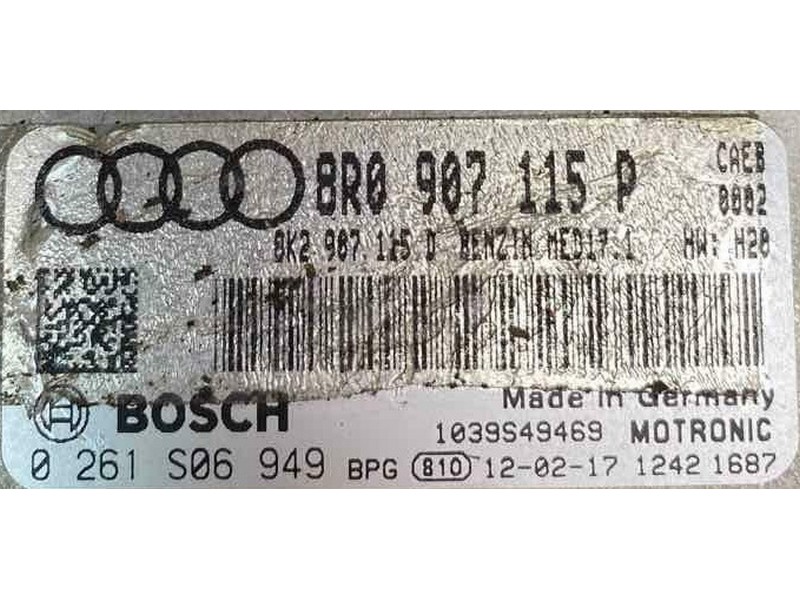 8R0 907 115 P CAEB
0002
8K2 907 115 D BENZIN MED17.1 HW: H20
BOSCH Made in Germany
1039S49469 MOTRONIC
0 261 S06 949 BPG 810 12-02-17 1242 1687